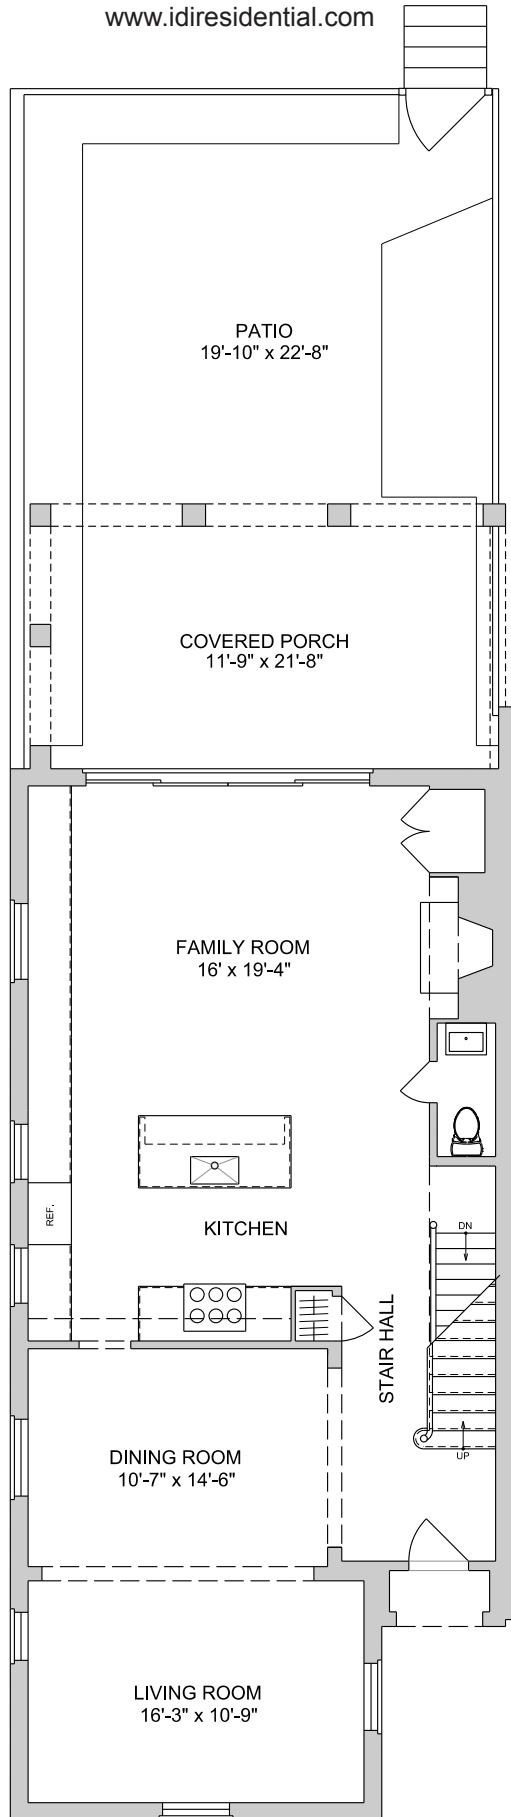 www.idiresidential.com
PATIO
19'-10" x 22'-8"
COVERED PORCH
11'-9" x 21'-8"
FAMILY ROOM
16' x 19'-4"
REF.
KITCHEN
DN
STAIR HALL
UP
DINING ROOM
10'-7" x 14'-6"
LIVING ROOM
16'-3" x 10'-9"